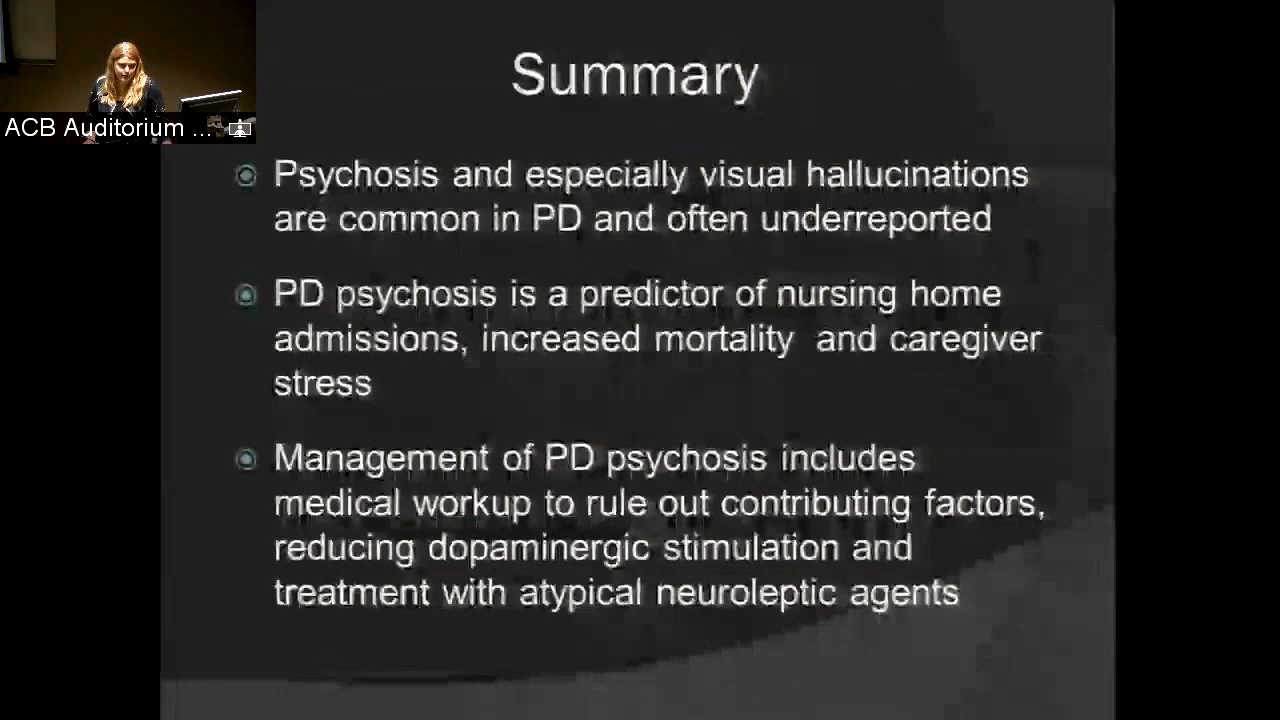 Summary
ACB Auditorium ...
Psychosis and especially visual hallucinations
are common in PD and often underreported
PD psychosis is a predictor of nursing home
admissions, increased mortality and caregiver
stress
Management of PD psychosis includes
medical workup to rule out contributing factors,
reducing dopaminergic stimulation and
treatment with atypical neuroleptic agents